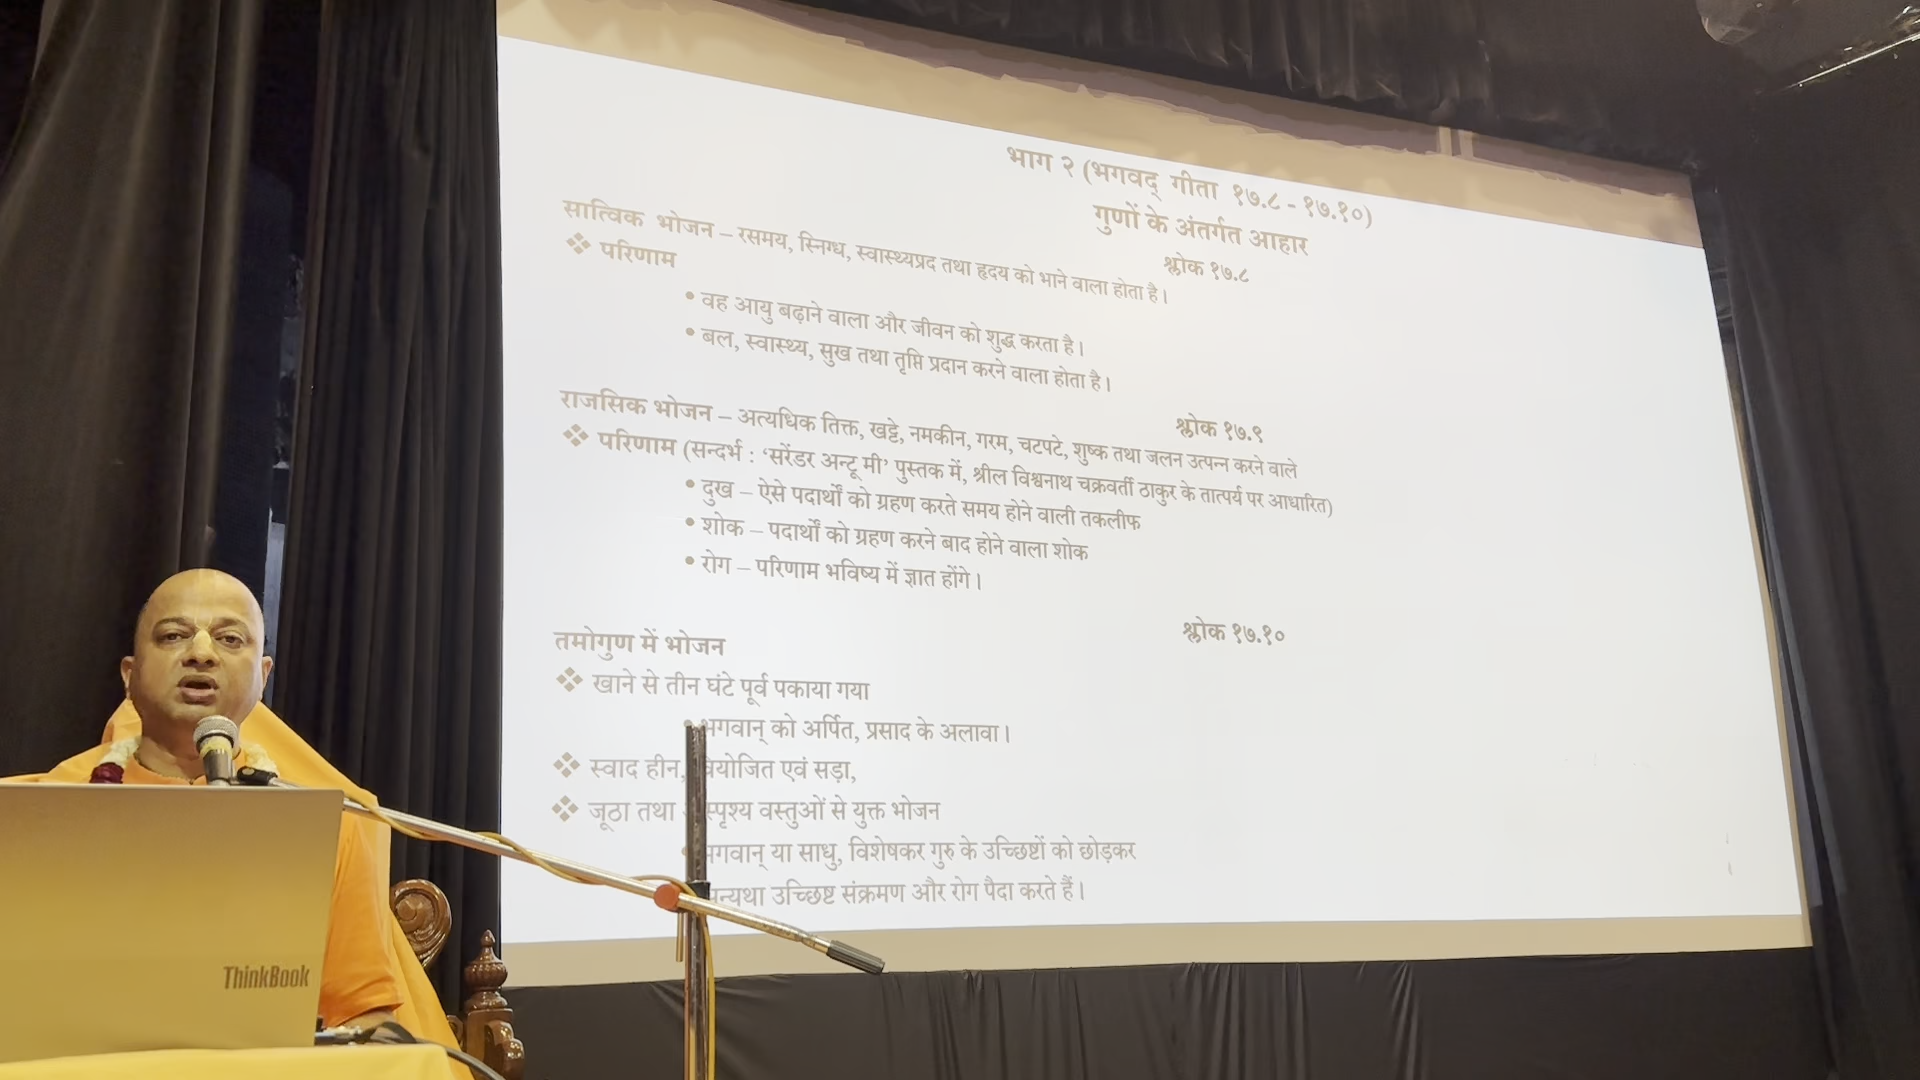 भाग २ (भगवद् गीता १७.८ - १७.१०)
गुणों के अंतर्गत आहार
श्लोक १७.८
सात्विक भोजन – रसमय, स्निग्ध, स्वास्थ्यप्रद तथा हृदय को भाने वाला होता है।
❖ परिणाम
• वह आयु बढ़ाने वाला और जीवन को शुद्ध करता है।
• बल, स्वास्थ्य, सुख तथा तृप्ति प्रदान करने वाला होता है।
श्लोक १७.९
राजसिक भोजन – अत्यधिक तिक्त, खट्टे, नमकीन, गरम, चटपटे, शुष्क तथा जलन उत्पन्न करने वाले
❖ परिणाम (सन्दर्भ : ‘सरेंडर अन्टू मी’ पुस्तक में, श्रील विश्वनाथ चक्रवर्ती ठाकुर के तात्पर्य पर आधारित)
• दुख – ऐसे पदार्थों को ग्रहण करते समय होने वाली तकलीफ
• शोक – पदार्थों को ग्रहण करने बाद होने वाला शोक
• रोग – परिणाम भविष्य में ज्ञात होंगे।
तमोगुण में भोजन
श्लोक १७.१०
❖ खाने से तीन घंटे पूर्व पकाया गया
• भगवान् को अर्पित, प्रसाद के अलावा।
❖ स्वाद हीन, एवं सड़ा,
❖ जूठा तथा वस्तुओं से युक्त भोजन
या साधु, विशेषकर गुरु के उच्छिष्टों को छोड़कर
उच्छिष्ट संक्रमण और रोग पैदा करते हैं।
ThinkBook